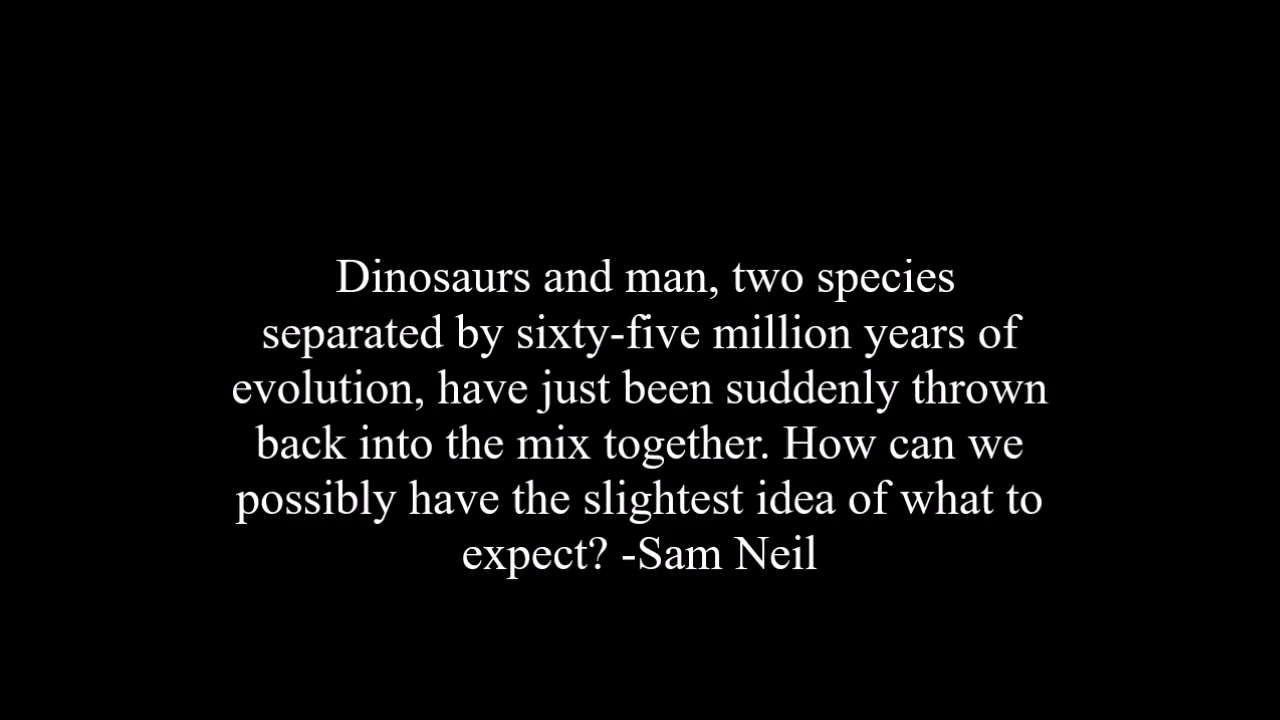 Dinosaurs and man, two species
separated by sixty-five million years of
evolution, have just been suddenly thrown
back into the mix together. How can we
possibly have the slightest idea of what to
expect? -Sam Neil